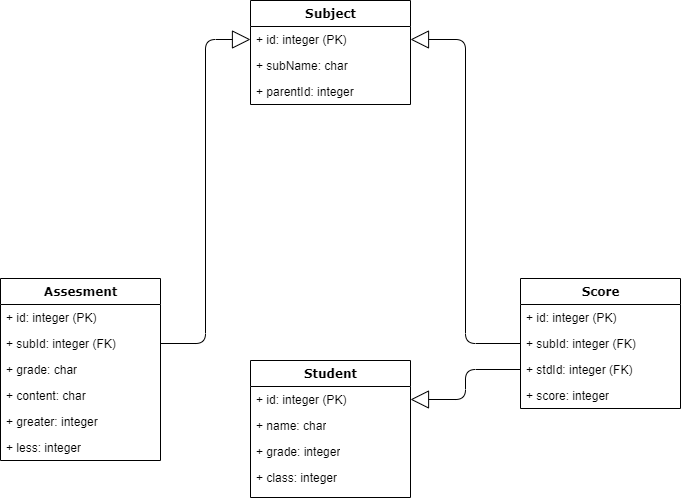 Subject
+ id: integer (PK)
+ subName: char
+ parentId: integer
Assesment
+ id: integer (PK)
+ subId: integer (FK)
+ grade: char
+ content: char
+ greater: integer
+ less: integer
Student
+ id: integer (PK)
+ name: char
+ grade: integer
+ class: integer
Score
+ id: integer (PK)
+ subId: integer (FK)
+ stdId: integer (FK)
+ score: integer